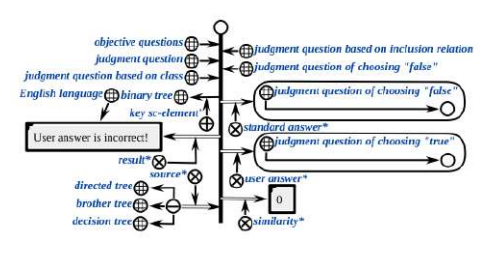 objective questions
judgment question based on inclusion relation
judgment question
judgment question of choosing "false"
judgment question based on class
English language
binary tree
judgment question of choosing "false"
key sc-element'
standard answer*
User answer is incorrect!
judgment question of choosing "true"
result*
source*
user answer*
directed tree
brother tree
0
decision tree
similarity*